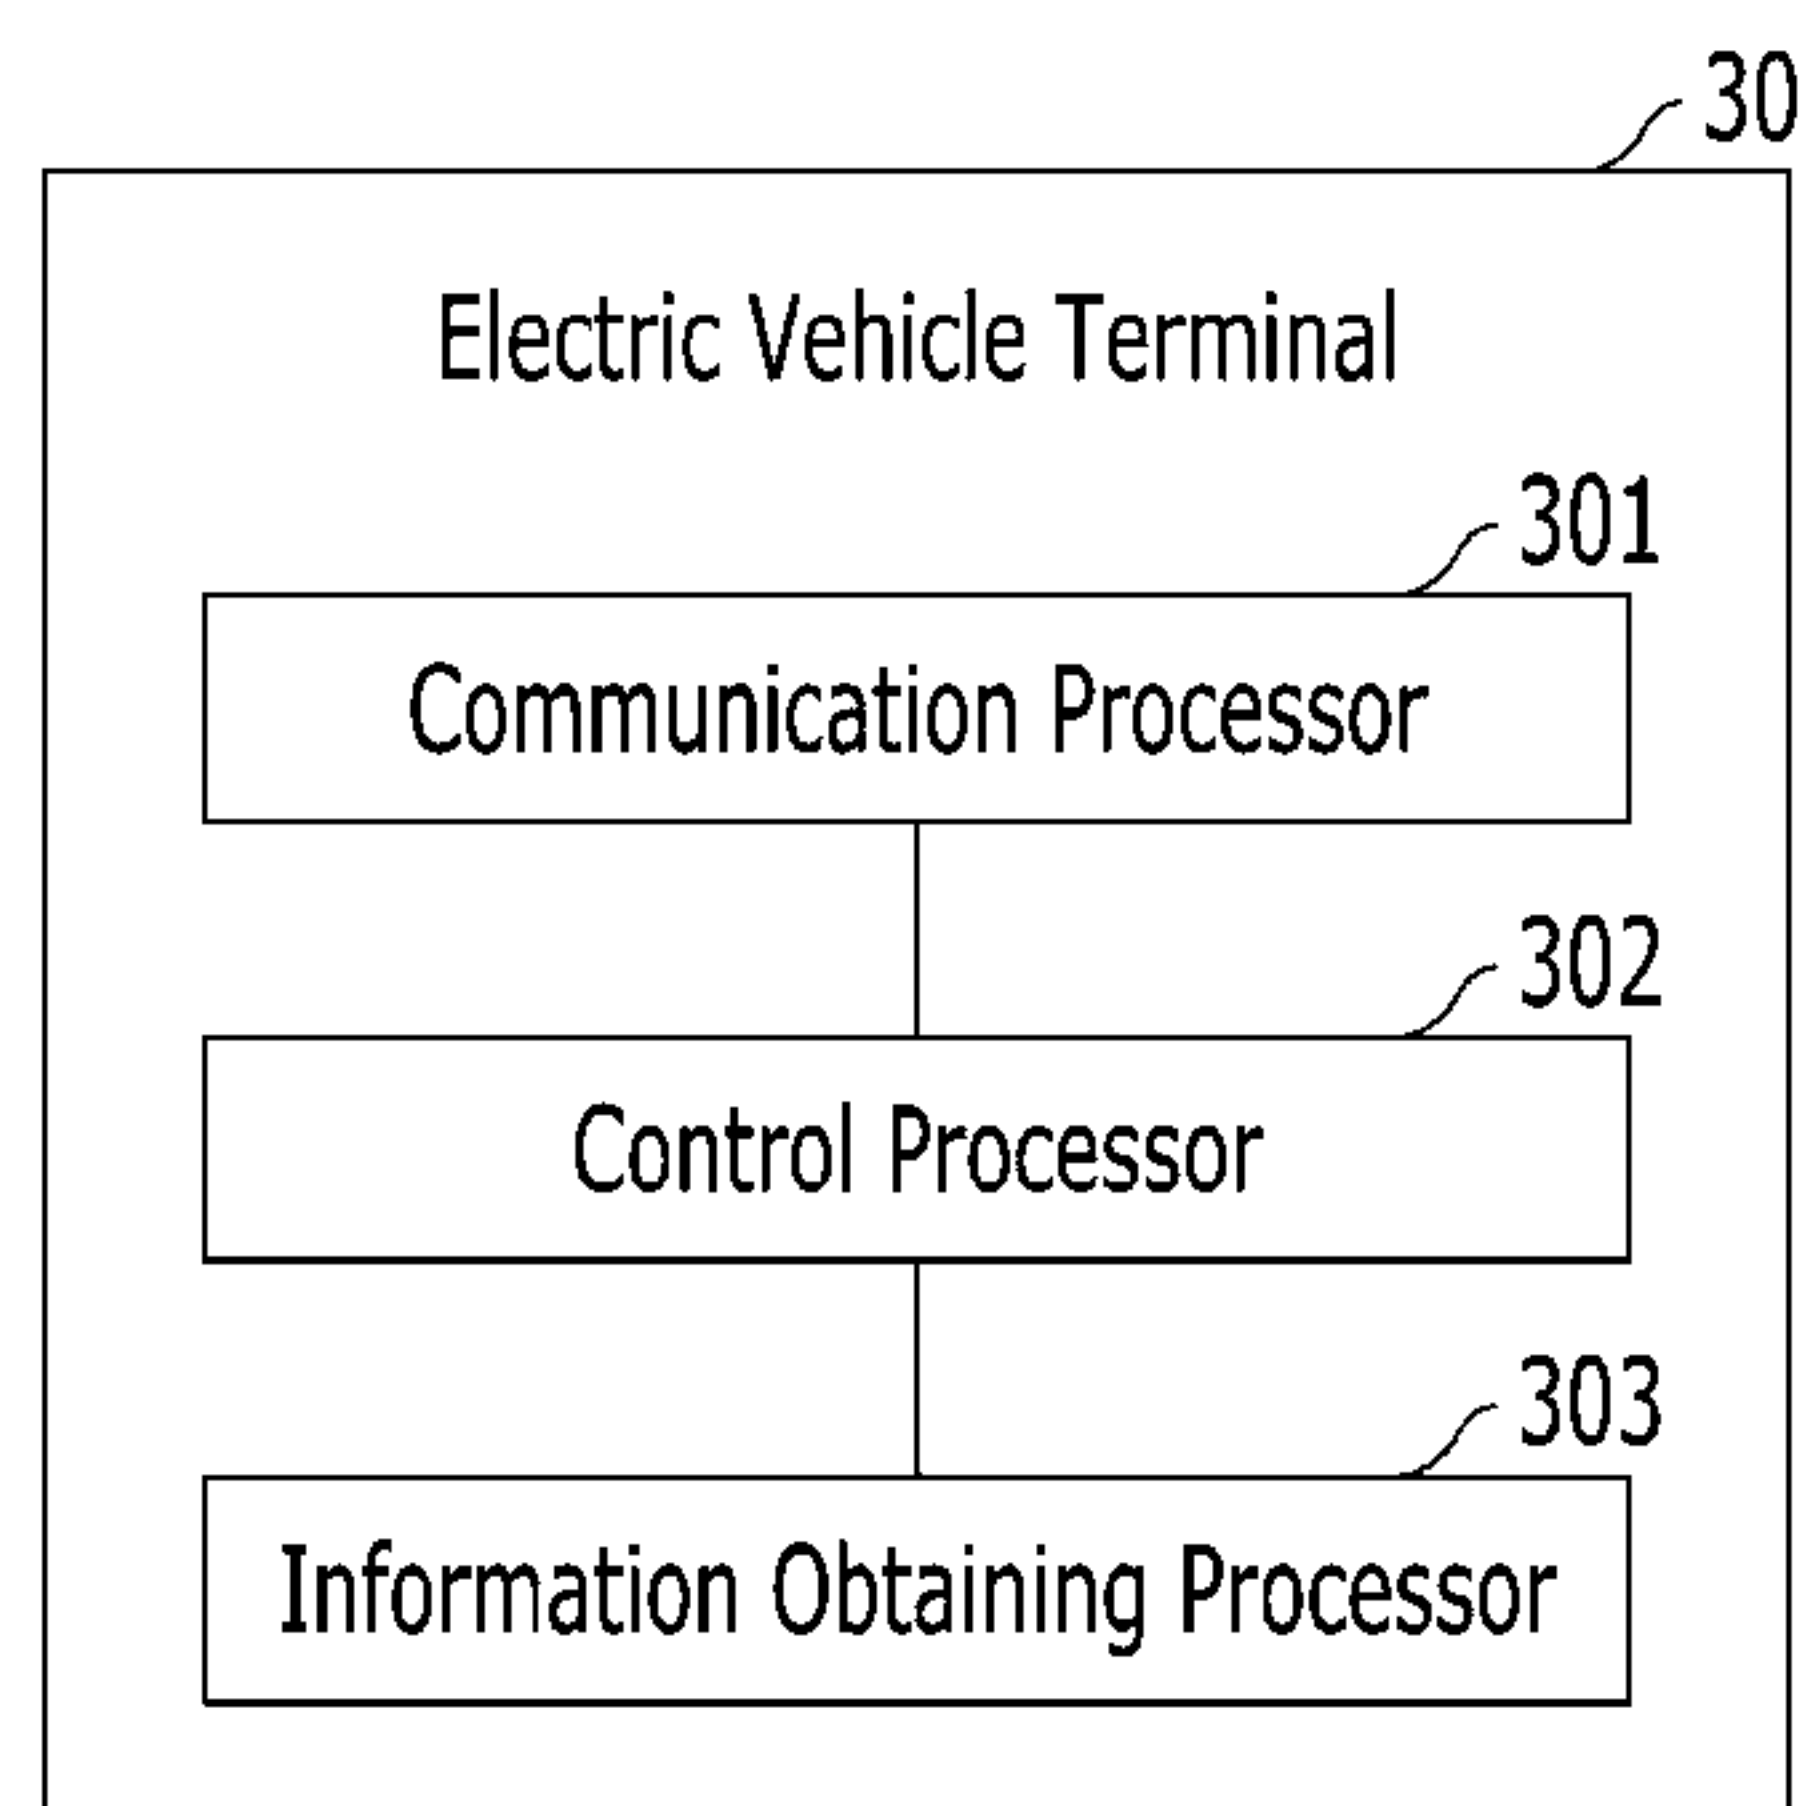 30
Electric Vehicle Terminal
301
Communication Processor
302
Control Processor
303
Information Obtaining Processor